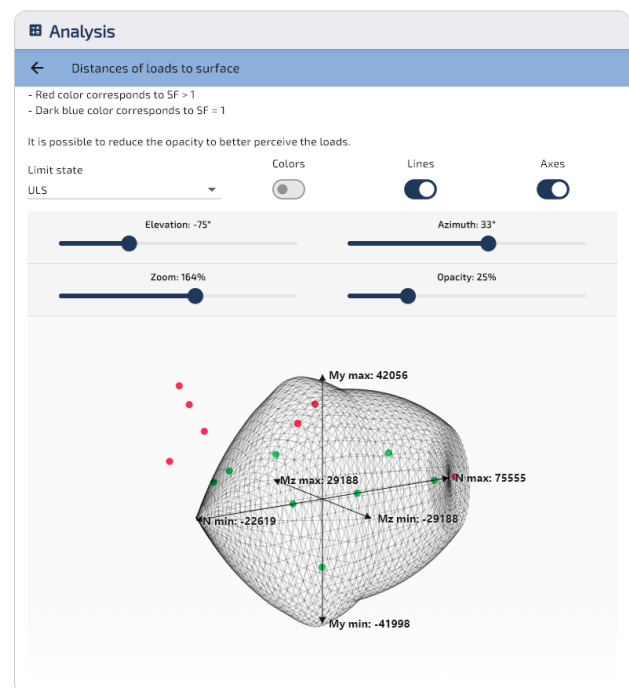 Analysis
Distances of loads to surface
- Red color corresponds to SF > 1
- Dark blue color corresponds to SF = 1
It is possible to reduce the opacity to better perceive the loads.
Limit state
ULS
Colors
Lines
Axes
Elevation: -75°
Azimuth: 33°
Zoom: 164%
Opacity: 25%
My max: 42056
Mz max: 29188
N max: 75555
N min: -22619
Mz min: -29188
My min: -41998